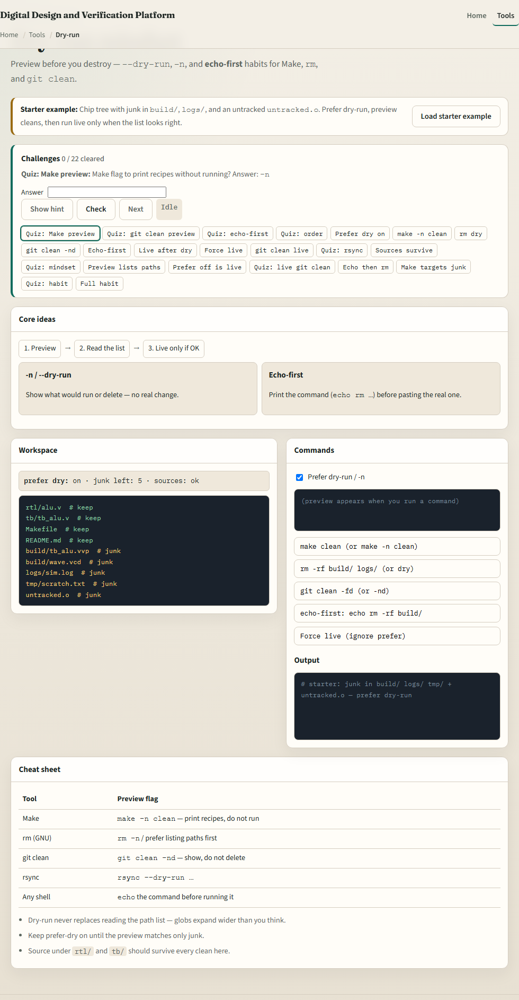 Digital Design and Verification Platform
Home Tools
Home / Tools / Dry-run
Preview before you destroy — --dry-run, -n, and echo-first habits for Make, rm,
and git clean.
Starter example: Chip tree with junk in build/, logs/, and an untracked untracked.o. Prefer dry-run, preview
cleans, then run live only when the list looks right.
Load starter example
Challenges 0 / 22 cleared
Quiz: Make preview: Make flag to print recipes without running? Answer: -n
Answer
Show hint Check Next Idle
Quiz: Make preview Quiz: git clean preview Quiz: echo-first Quiz: order Prefer dry on make -n clean rm dry
git clean -nd Echo-first Live after dry Force live git clean live Quiz: rsync Sources survive
Quiz: mindset Preview lists paths Prefer off is live Quiz: live git clean Echo then rm Make targets junk
Quiz: habit Full habit
Core ideas
1. Preview → 2. Read the list → 3. Live only if OK
-n / --dry-run
Show what would run or delete — no real change.
Echo-first
Print the command (echo rm …) before pasting the real one.
Workspace
prefer dry: on · junk left: 5 · sources: ok
rtl/alu.v # keep
tb/tb_alu.v # keep
Makefile # keep
README.md # keep
build/tb_alu.vvp # junk
build/wave.vcd # junk
logs/sim.log # junk
tmp/scratch.txt # junk
untracked.o # junk
Commands
Prefer dry-run / -n
(preview appears when you run a command)
make clean (or make -n clean)
rm -rf build/ logs/ (or dry)
git clean -fd (or -nd)
echo-first: echo rm -rf build/
Force live (ignore prefer)
Output
# starter: junk in build/ logs/ tmp/ +
untracked.o — prefer dry-run
Cheat sheet
Tool Preview flag
Make make -n clean — print recipes, do not run
rm (GNU) rm -n / prefer listing paths first
git clean git clean -nd — show, do not delete
rsync rsync --dry-run …
Any shell echo the command before running it
• Dry-run never replaces reading the path list — globs expand wider than you think.
• Keep prefer-dry on until the preview matches only junk.
• Source under rtl/ and tb/ should survive every clean here.